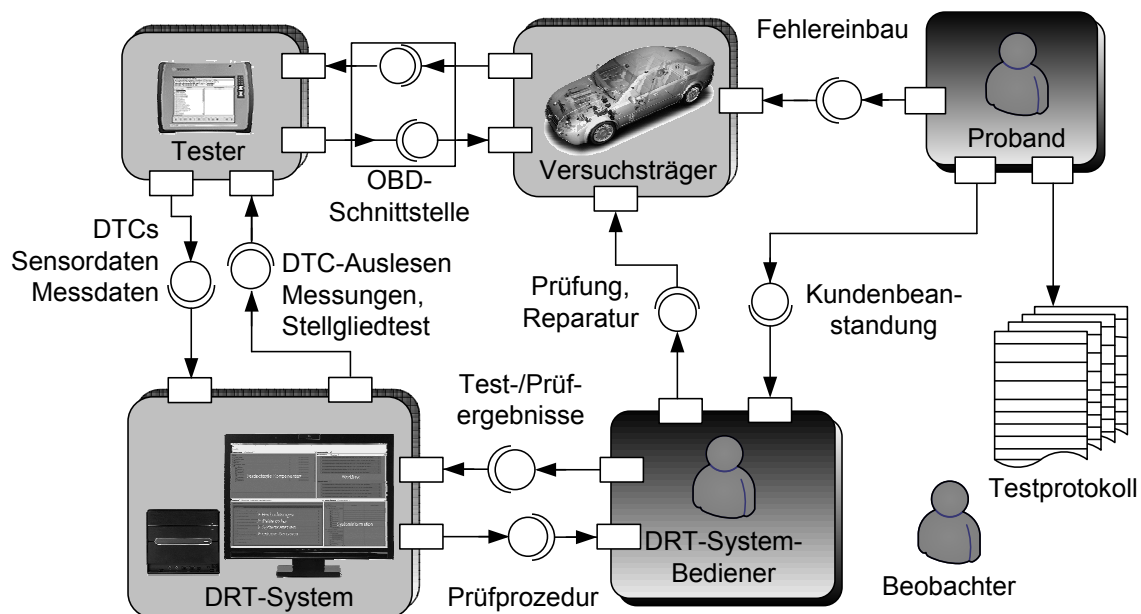 Fehlereinbau
Tester
OBD-
Schnittstelle
Versuchsträger
Proband
DTCs
Sensordaten
Messdaten
DTC-Auslesen
Messungen,
Stellgliedtest
Prüfung,
Reparatur
Kundenbean-
standung
Test-/Prüf-
ergebnisse
Testprotokoll
DRT-System
Prüfprozedur
DRT-System-
Bediener
Beobachter